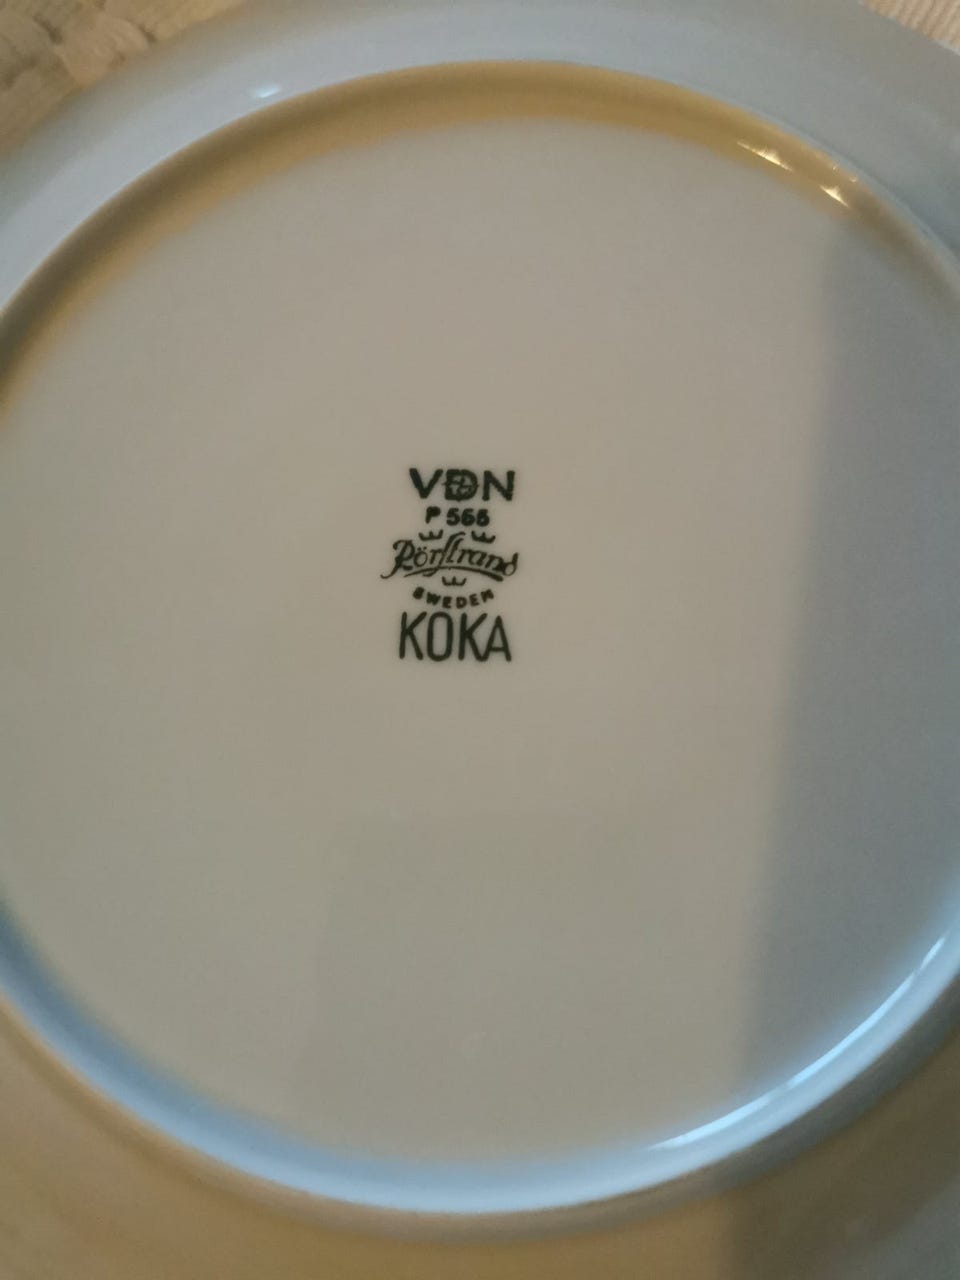 VDN
P 566
Rörstrand
SWEDEN
KOKA